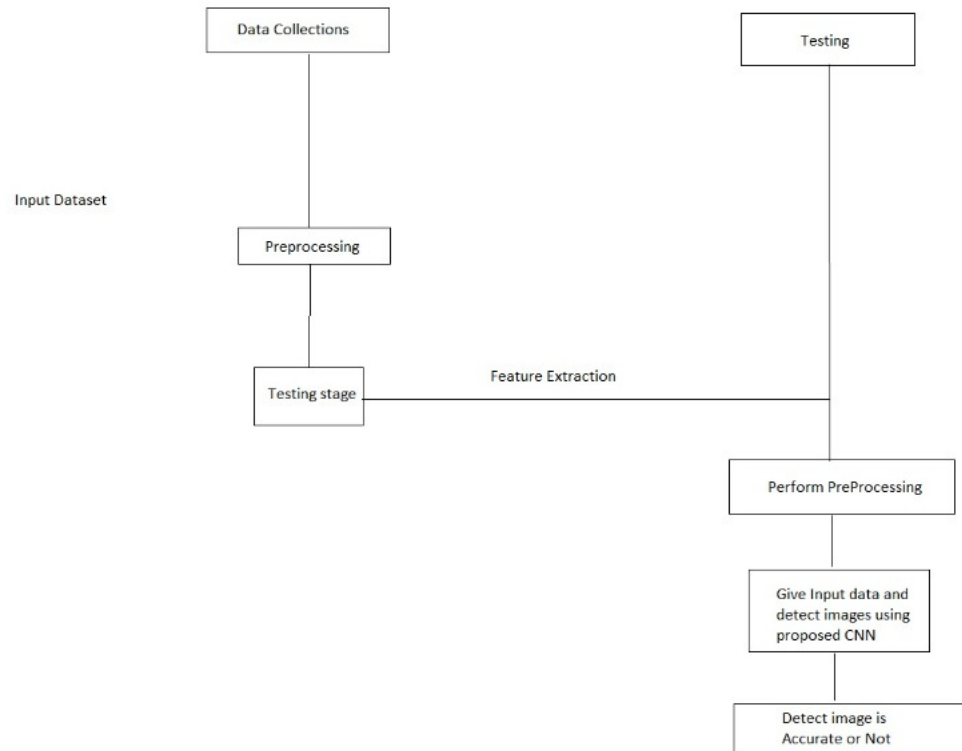 Data Collections
Testing
Input Dataset
Preprocessing
Testing stage
Feature Extraction
Perform PreProcessing
Give Input data and
detect images using
proposed CNN
Detect image is
Accurate or Not